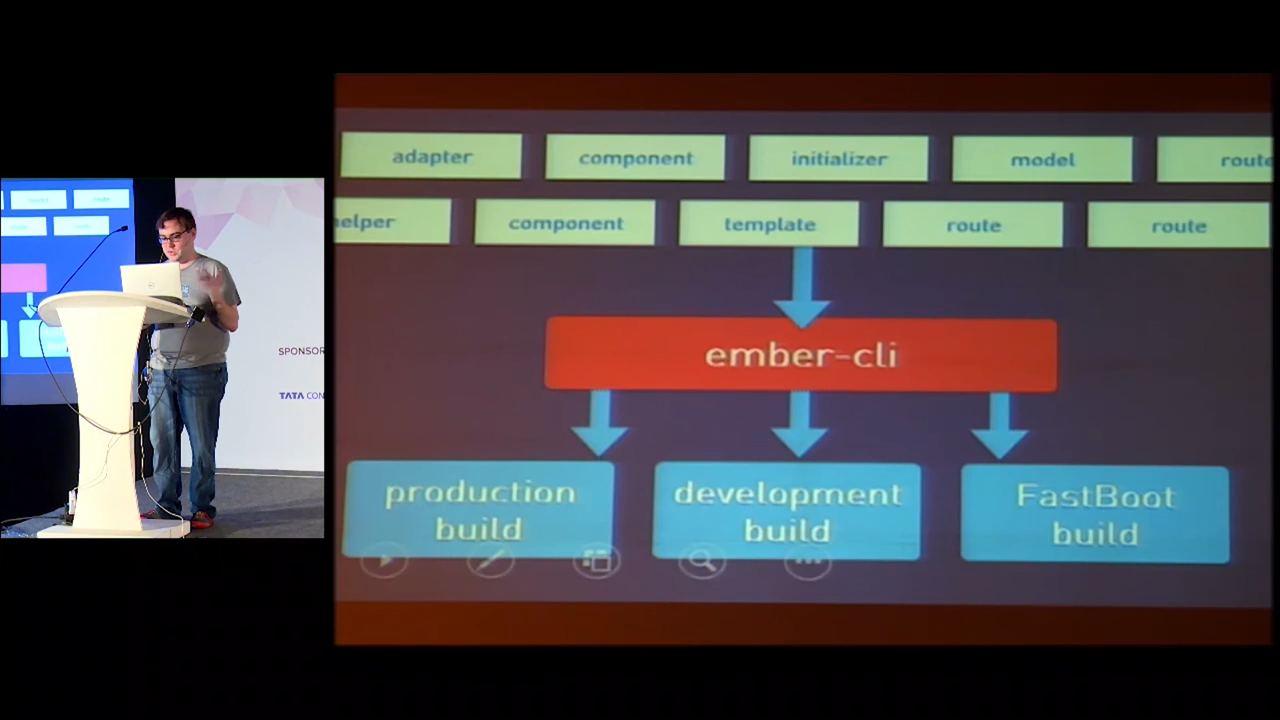 adapter
component
initializer
model
route
helper
component
template
route
route
ember-cli
production
build
development
build
FastBoot
build
SPONSOR
TATA CON